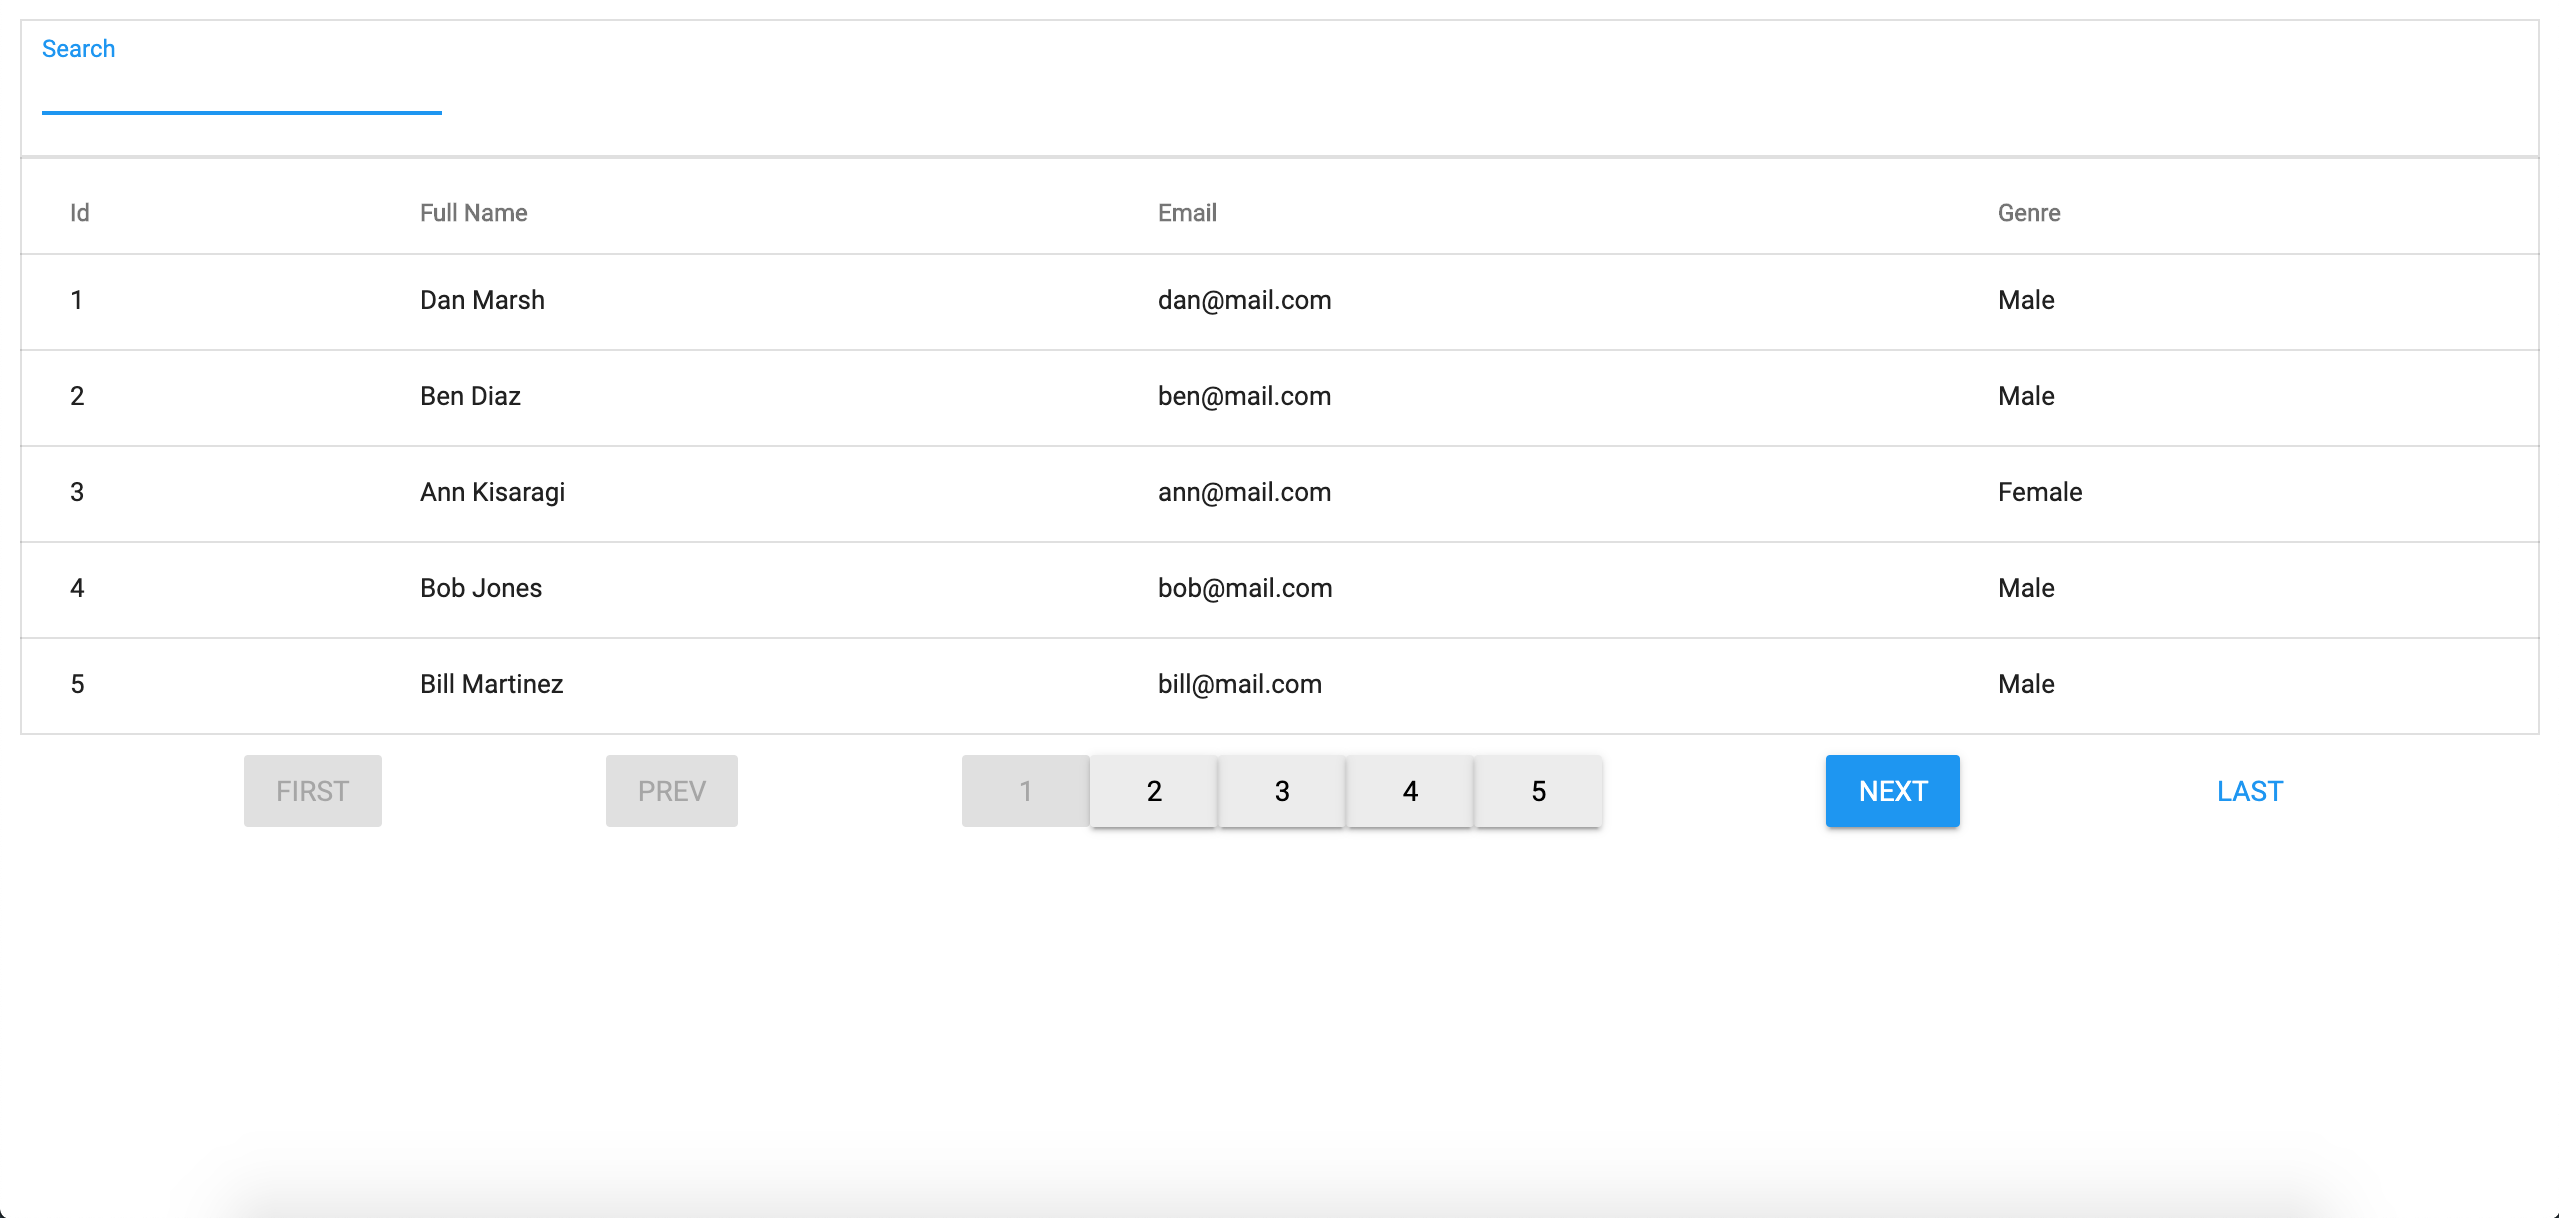 Search
Id Full Name Email Genre
1 Dan Marsh dan@mail.com Male
2 Ben Diaz ben@mail.com Male
3 Ann Kisaragi ann@mail.com Female
4 Bob Jones bob@mail.com Male
5 Bill Martinez bill@mail.com Male
FIRST PREV 1 2 3 4 5 NEXT LAST